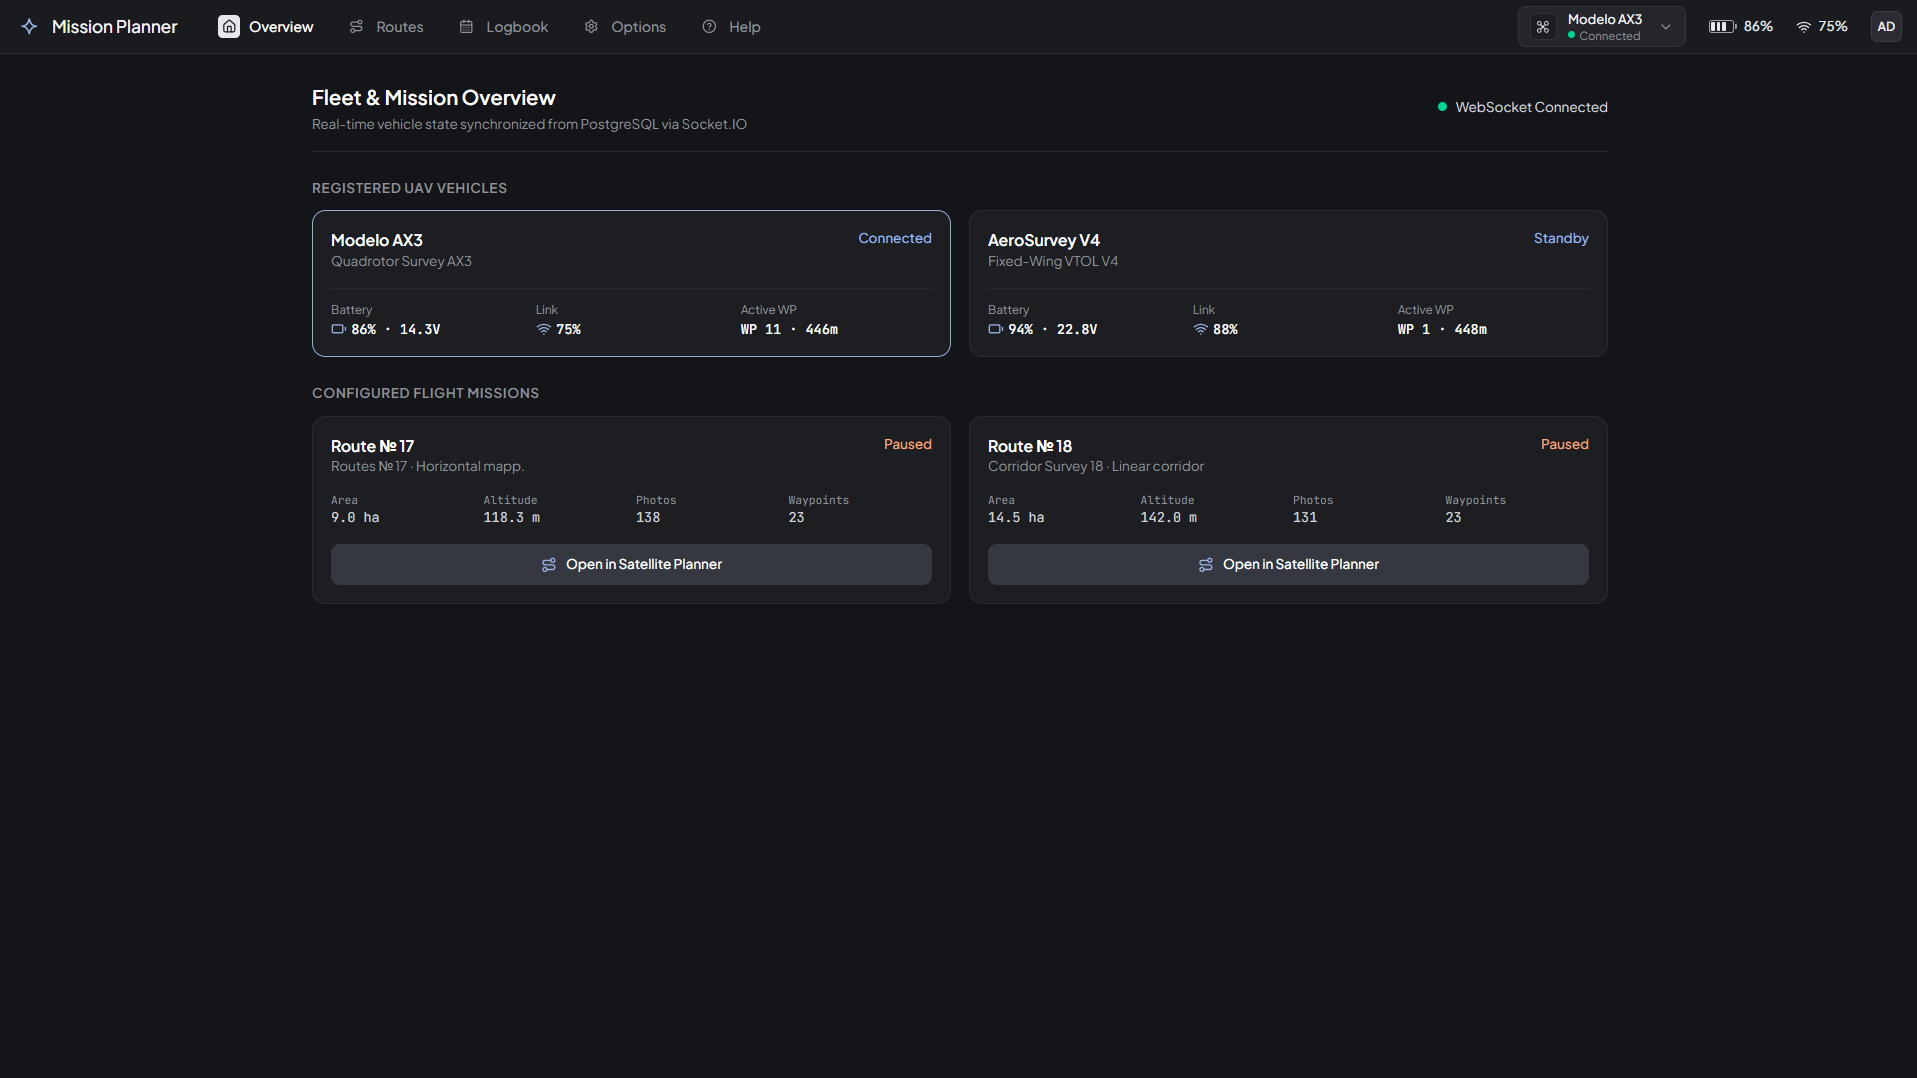 Mission Planner
Overview
Routes
Logbook
Options
Help
Modelo AX3
Connected
86%
75%
AD
Fleet & Mission Overview
Real-time vehicle state synchronized from PostgreSQL via Socket.IO
WebSocket Connected
REGISTERED UAV VEHICLES
Modelo AX3
Connected
Quadrotor Survey AX3
Battery
Link
Active WP
86% · 14.3V
75%
WP 11 · 446m
AeroSurvey V4
Standby
Fixed-Wing VTOL V4
Battery
Link
Active WP
94% · 22.8V
88%
WP 1 · 448m
CONFIGURED FLIGHT MISSIONS
Route № 17
Paused
Routes № 17 · Horizontal mapp.
Area
Altitude
Photos
Waypoints
9.0 ha
118.3 m
138
23
Open in Satellite Planner
Route № 18
Paused
Corridor Survey 18 · Linear corridor
Area
Altitude
Photos
Waypoints
14.5 ha
142.0 m
131
23
Open in Satellite Planner